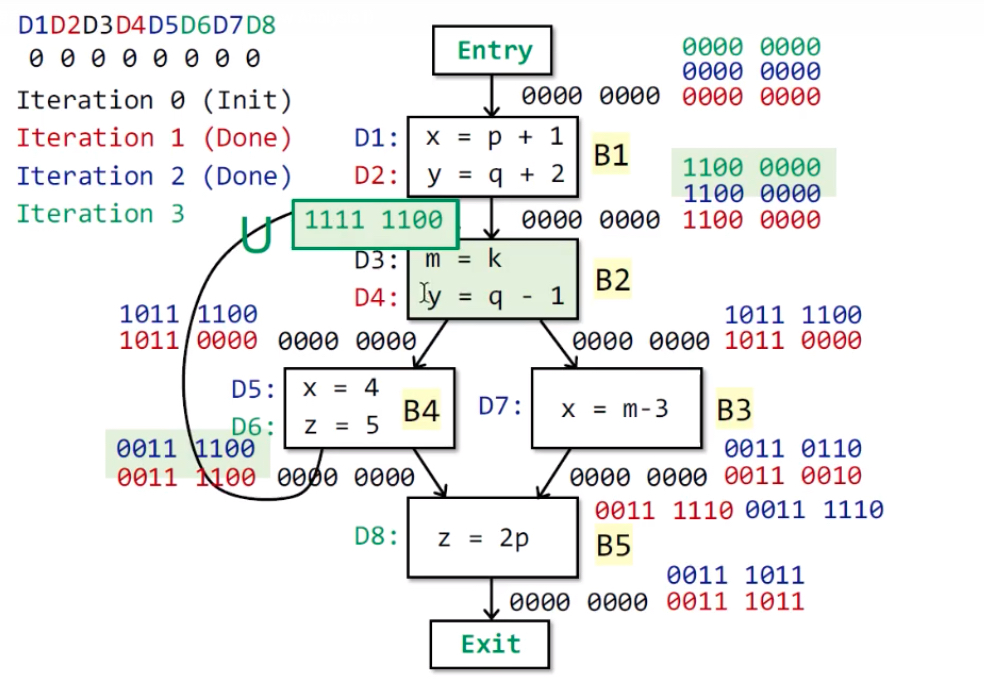 D1D2D3D4D5D6D7D8
0 0 0 0 0 0 0 0
Iteration 0 (Init)
Iteration 1 (Done)
Iteration 2 (Done)
Iteration 3
Entry
0000 0000
0000 0000
0000 0000 0000 0000
D1: x = p + 1
D2: y = q + 2
B1
1100 0000
1100 0000
0000 0000 1100 0000
U 1111 1100
D3: m = k
D4: y = q - 1
B2
1011 1100
1011 0000 0000 0000
1011 1100
0000 0000 1011 0000
D5: x = 4
D6: z = 5
B4
D7: x = m-3
B3
0011 1100
0011 1100 0000 0000
0011 0110
0000 0000 0011 0010
0011 1110 0011 1110
D8: z = 2p
B5
0011 1011
0000 0000 0011 1011
Exit